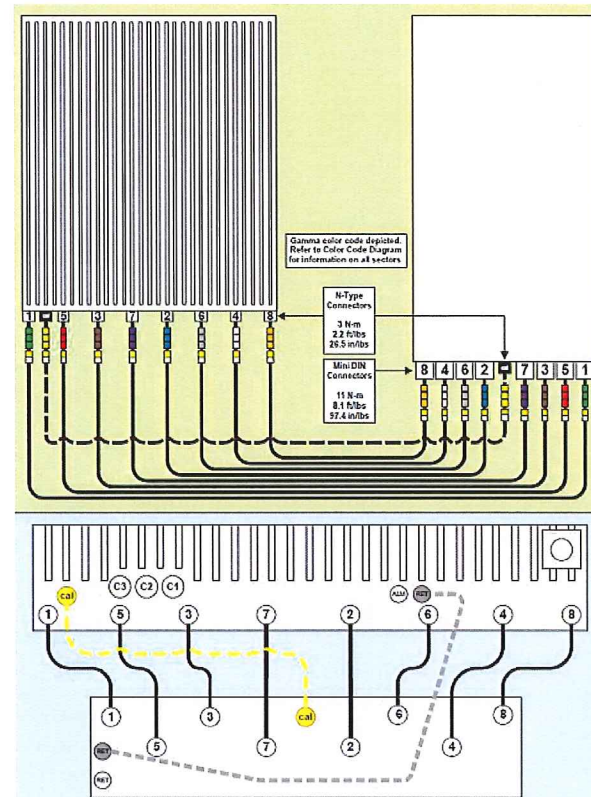 Gamma color code depicted.
Refer to Color Code Diagram
for information on all sectors
1 5 3 7 2 6 4 8
N-Type
Connectors
3 N-m
2.2 ft/lbs
26.5 in/lbs
Mini DIN
Connectors
11 N-m
8.1 ft/lbs
97.4 in/lbs
8 4 6 2 7 3 5 1
cal C3 C2 C1 ALM RET
1 5 3 7 2 6 4 8
1 3 cal 6 8
5 7 2 4
RET
RET